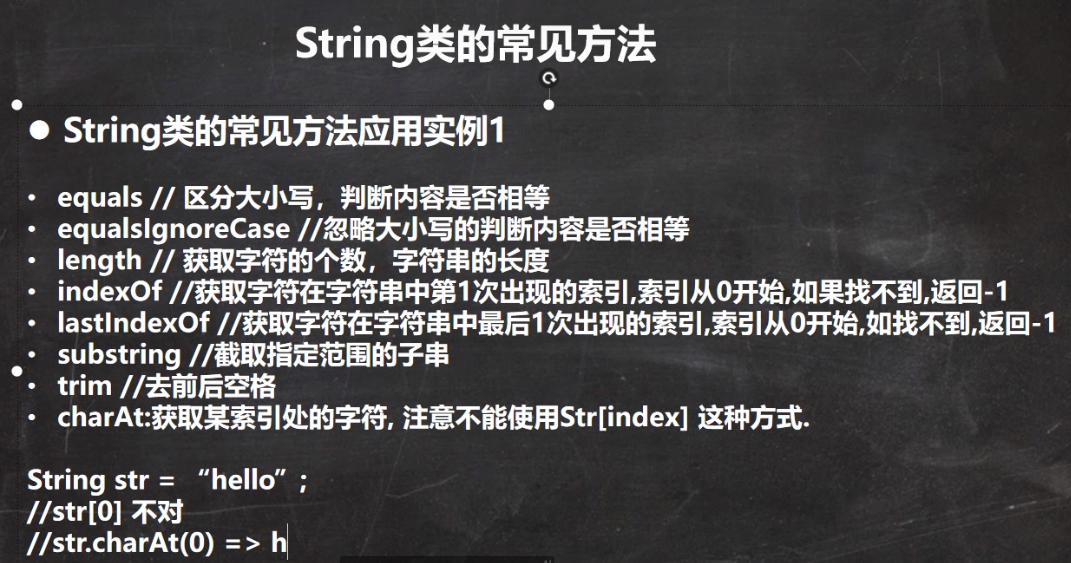 String类的常见方法
● String类的常见方法应用实例1
• equals // 区分大小写，判断内容是否相等
• equalsIgnoreCase //忽略大小写的判断内容是否相等
• length // 获取字符的个数，字符串的长度
• indexOf //获取字符在字符串中第1次出现的索引,索引从0开始,如果找不到,返回-1
• lastIndexOf //获取字符在字符串中最后1次出现的索引,索引从0开始,如找不到,返回-1
• substring //截取指定范围的子串
• trim //去前后空格
• charAt:获取某索引处的字符, 注意不能使用Str[index] 这种方式.
String str = “hello”;
//str[0] 不对
//str.charAt(0) => h